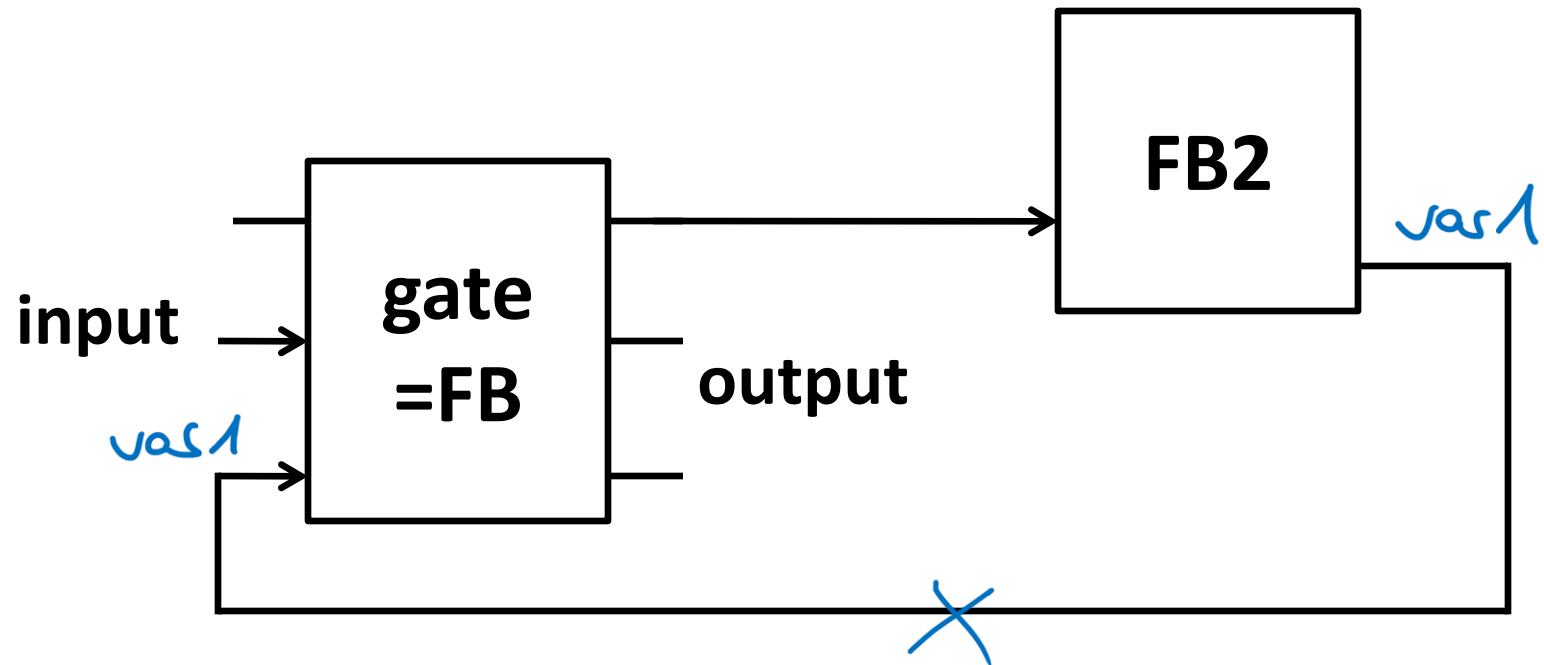 FB2
var1
gate
=FB
input
output
var1